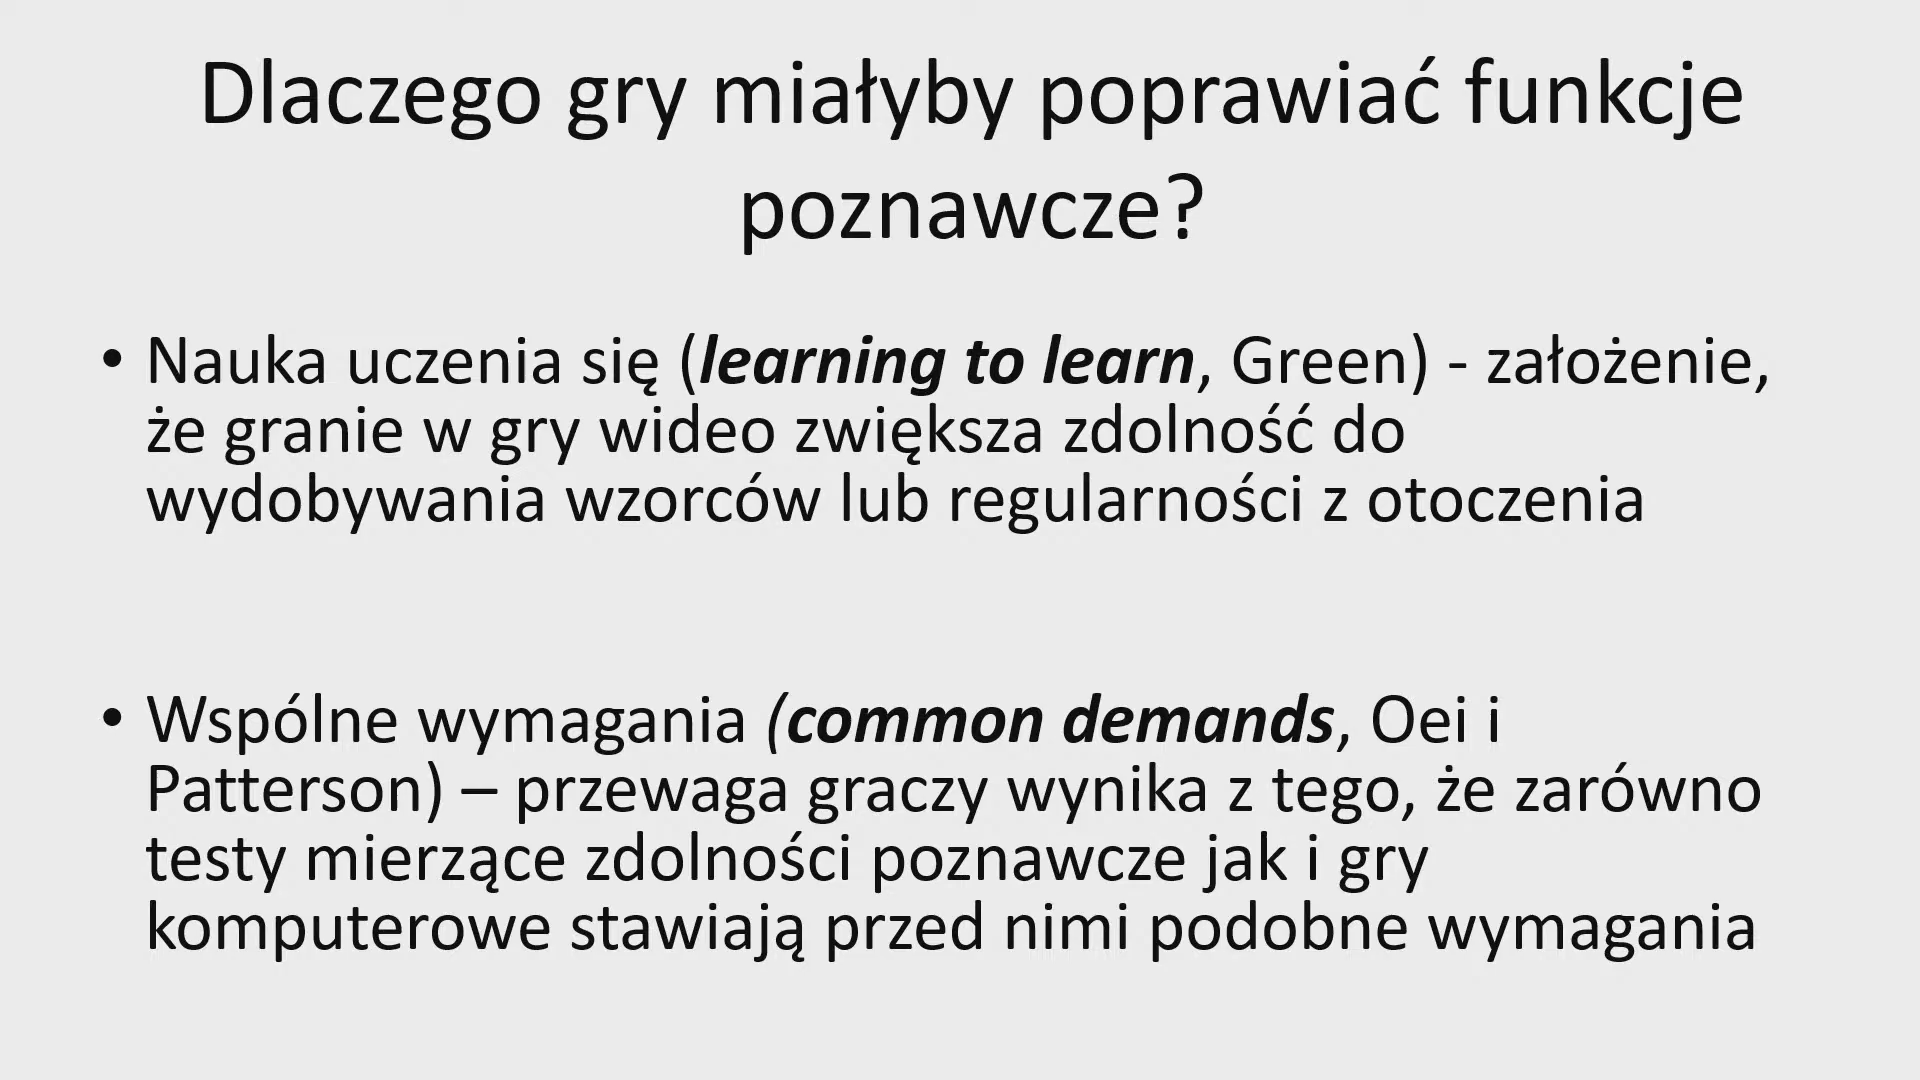 Dlaczego gry miałyby poprawiać funkcje
poznawcze?
• Nauka uczenia się (learning to learn, Green) - założenie,
że granie w gry wideo zwiększa zdolność do
wydobywania wzorców lub regularności z otoczenia
• Wspólne wymagania (common demands, Oei i
Patterson) – przewaga graczy wynika z tego, że zarówno
testy mierzące zdolności poznawcze jak i gry
komputerowe stawiają przed nimi podobne wymagania